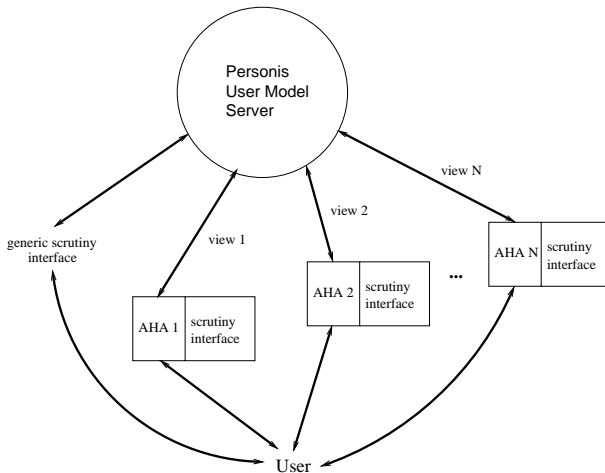 Personis
User Model
Server
view N
view 1
view 2
generic scrutiny
interface
AHA N
scrutiny
interface
AHA 2
scrutiny
interface
...
AHA 1
scrutiny
interface
User